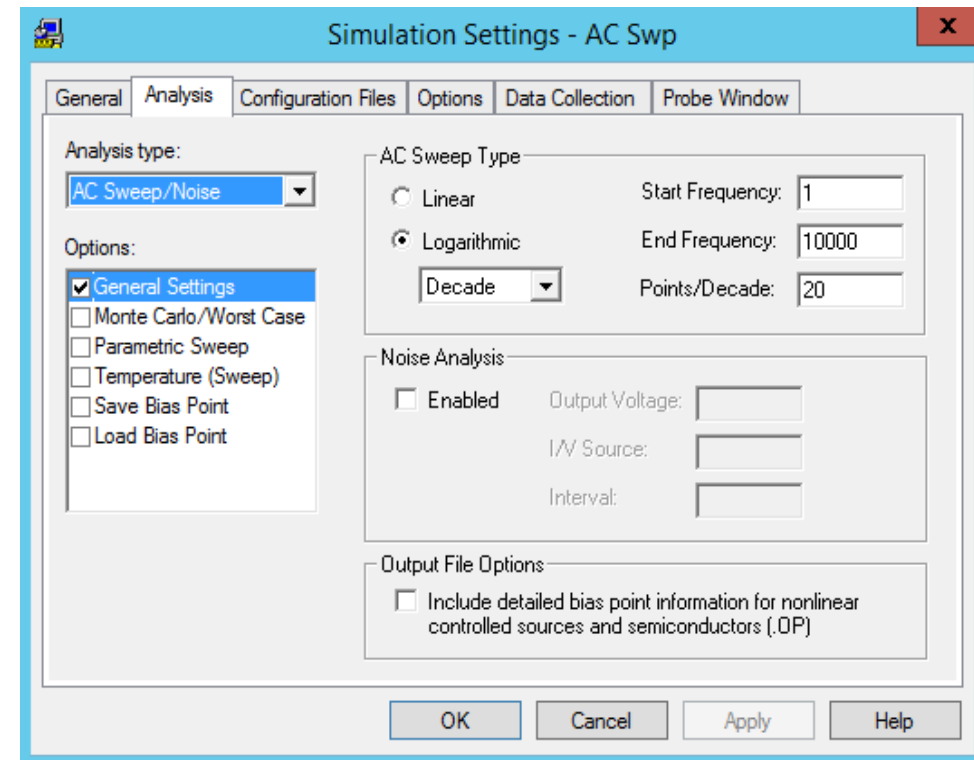 Simulation Settings - AC Swp
x
General Analysis Configuration Files Options Data Collection Probe Window
Analysis type:
AC Sweep/Noise
Options:
General Settings
Monte Carlo/Worst Case
Parametric Sweep
Temperature (Sweep)
Save Bias Point
Load Bias Point
AC Sweep Type
Linear
Logarithmic
Decade
Start Frequency: 1
End Frequency: 10000
Points/Decade: 20
Noise Analysis
Enabled
Output Voltage:
I/V Source:
Interval:
Output File Options
Include detailed bias point information for nonlinear
controlled sources and semiconductors (.OP)
OK Cancel Apply Help